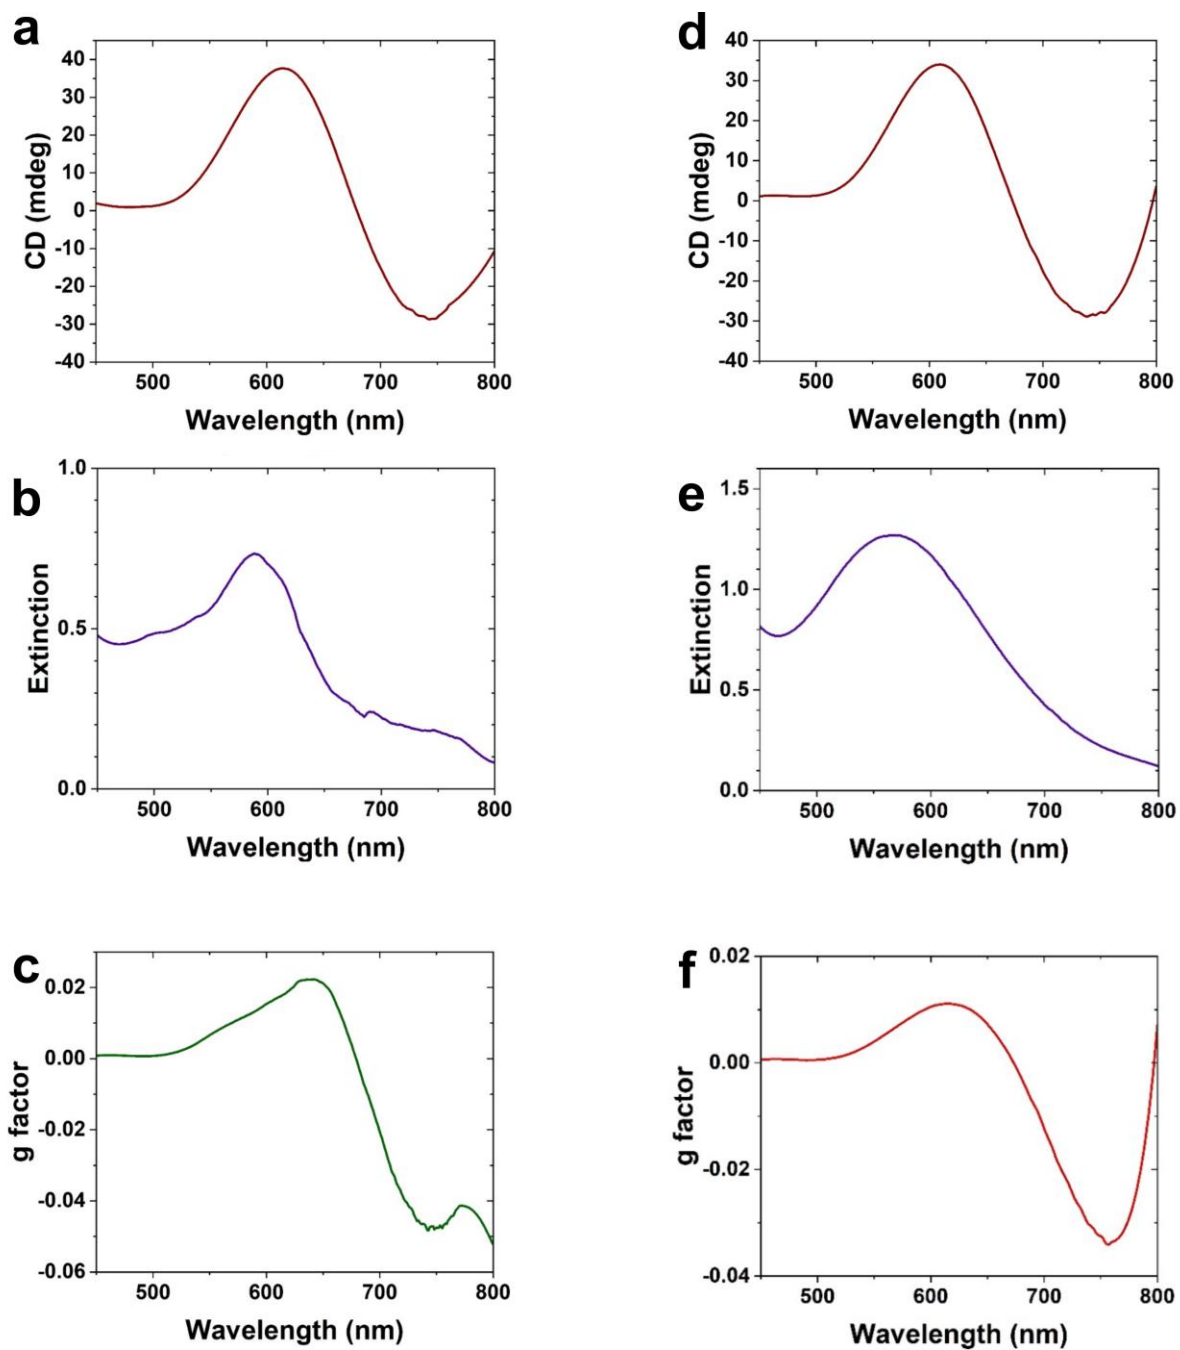 a
CD (mdeg)
40
30
20
10
0
-10
-20
-30
-40
500 600 700 800
Wavelength (nm)
d
CD (mdeg)
40
30
20
10
0
-10
-20
-30
-40
500 600 700 800
Wavelength (nm)
b
Extinction
1.0
0.5
0.0
500 600 700 800
Wavelength (nm)
e
Extinction
1.5
1.0
0.5
0.0
500 600 700 800
Wavelength (nm)
c
g factor
0.02
0.00
-0.02
-0.04
-0.06
500 600 700 800
Wavelength (nm)
f
g factor
0.02
0.00
-0.02
-0.04
500 600 700 800
Wavelength (nm)